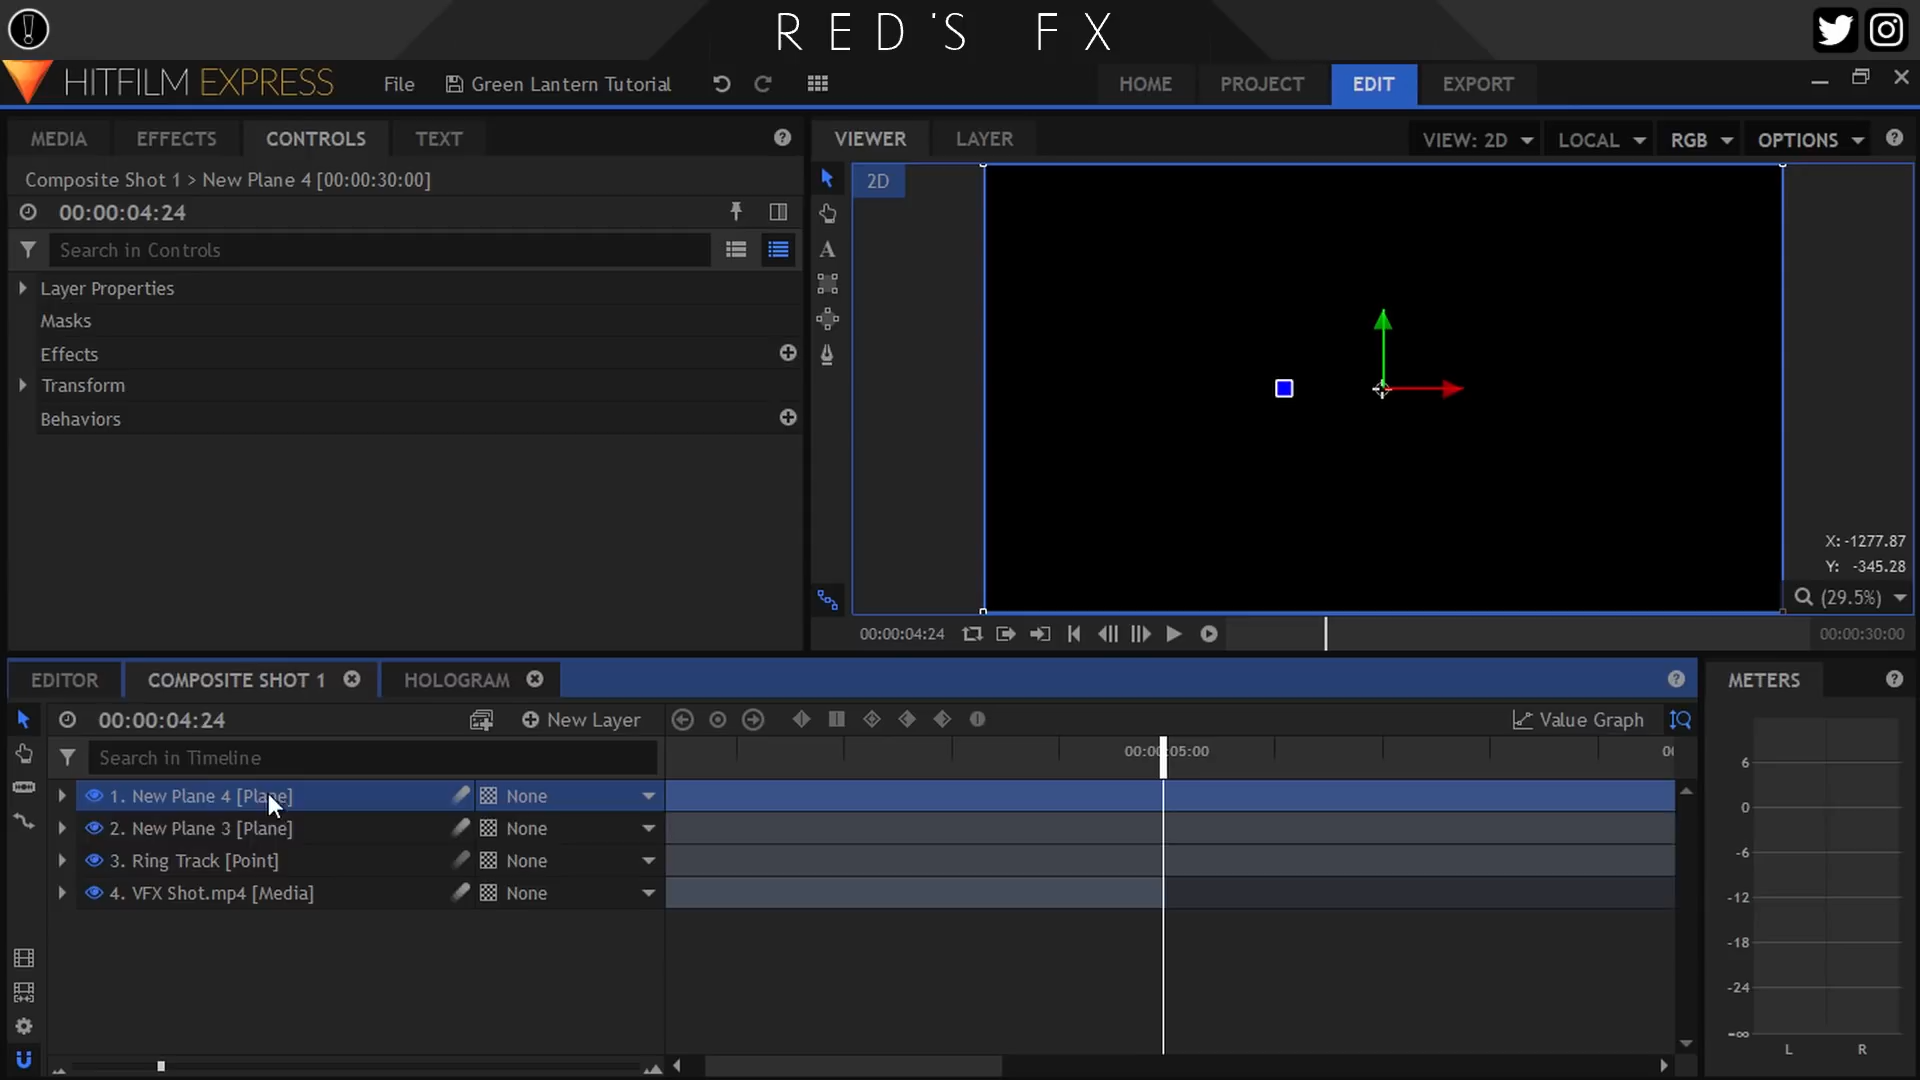 RED'S FX
HITFILM EXPRESS
File
Green Lantern Tutorial
HOME
PROJECT
EDIT
EXPORT
MEDIA
EFFECTS
CONTROLS
TEXT
VIEWER
LAYER
VIEW: 2D
LOCAL
RGB
OPTIONS
Composite Shot 1 > New Plane 4 [00:00:30:00]
00:00:04:24
Search in Controls
Layer Properties
Masks
Effects
Transform
Behaviors
2D
A
X: -1277.87
Y: -345.28
(29.5%)
00:00:04:24
00:00:30:00
EDITOR
COMPOSITE SHOT 1
HOLOGRAM
METERS
00:00:04:24
New Layer
Value Graph
Search in Timeline
1. New Plane 4 [Plane] None
2. New Plane 3 [Plane] None
3. Ring Track [Point] None
4. VFX Shot.mp4 [Media] None
6
0
-6
-12
-18
-24
-∞
L R